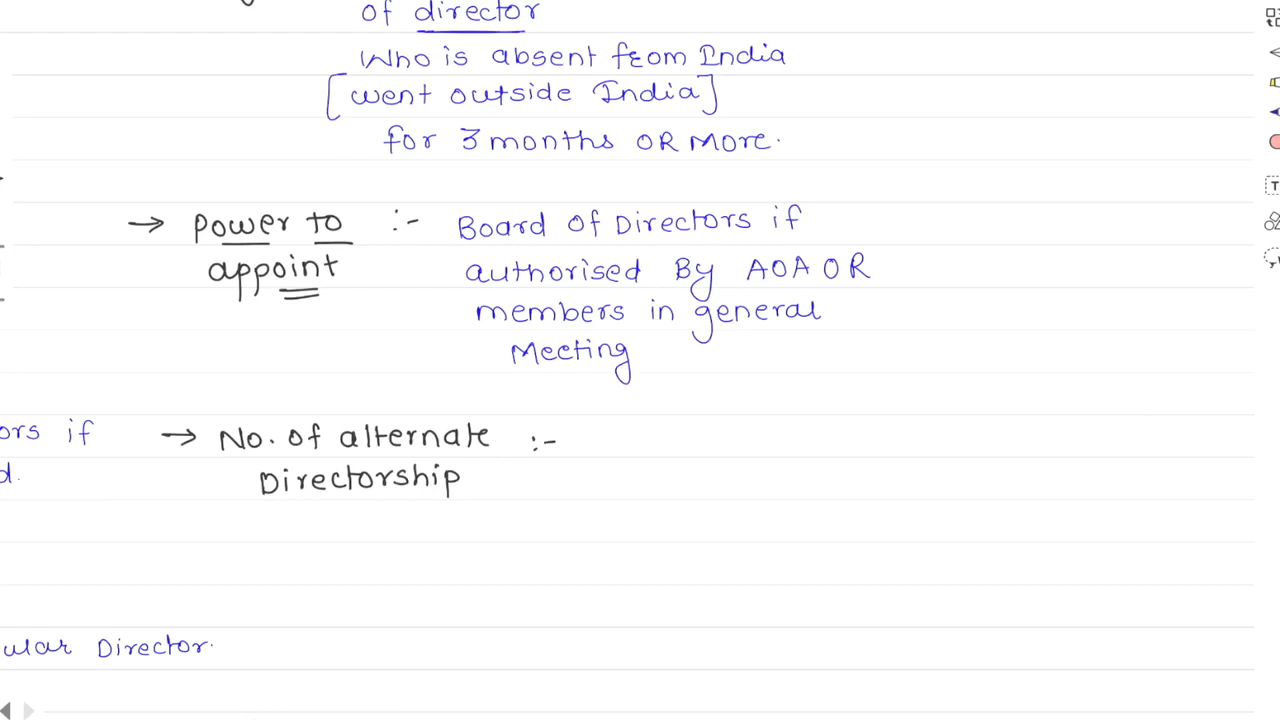 of director
Who is absent from India
[went outside India]
for 3 months OR More.
→ power to :- Board of Directors if
appoint authorised By AOA OR
members in general
Meeting
ors if → No. of alternate :-
d. Directorship
ular Director.